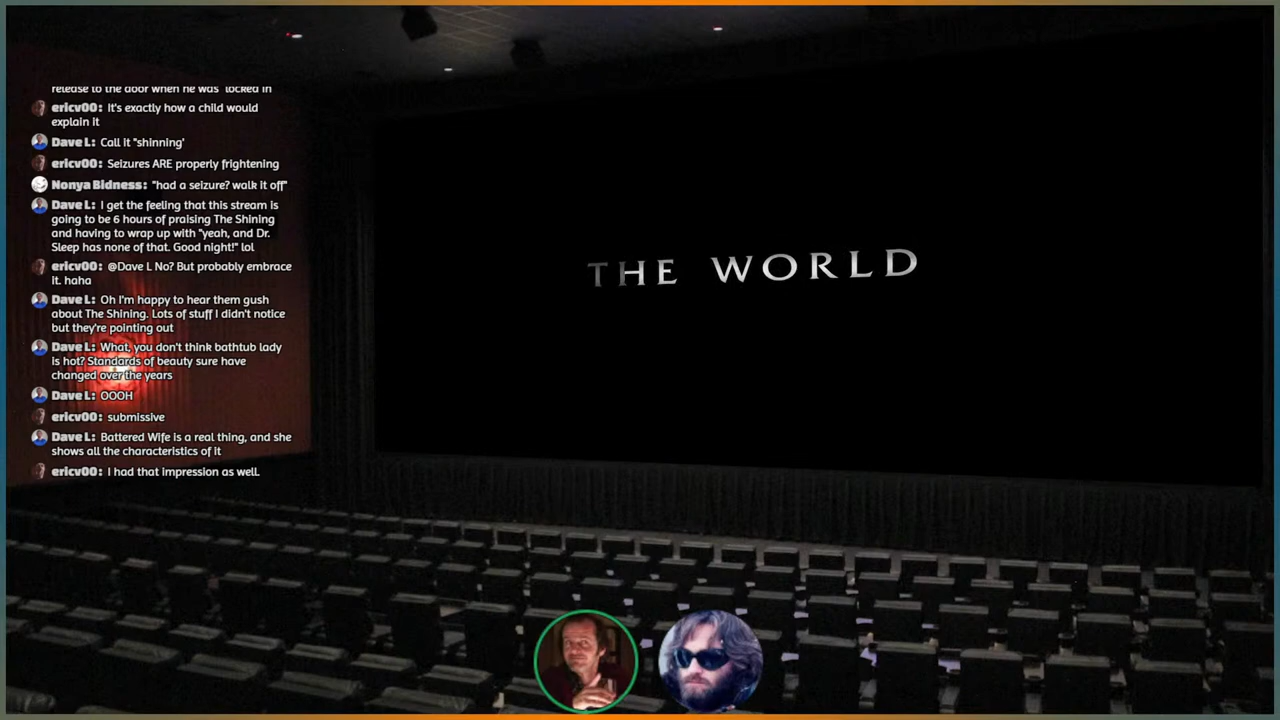 release to the door when he was "locked in"
ericv00: It's exactly how a child would
explain it
Dave L: Call it "shinning'
ericv00: Seizures ARE properly frightening
Nonya Bidness: "had a seizure? walk it off"
Dave L: I get the feeling that this stream is
going to be 6 hours of praising The Shining
and having to wrap up with "yeah, and Dr.
Sleep has none of that. Good night!" lol
ericv00: @Dave L No? But probably embrace
it. haha
Dave L: Oh I'm happy to hear them gush
about The Shining. Lots of stuff I didn't notice
but they're pointing out
Dave L: What, you don't think bathtub lady
is hot? Standards of beauty sure have
changed over the years
Dave L: OOOH
ericv00: submissive
Dave L: Battered Wife is a real thing, and she
shows all the characteristics of it
ericv00: I had that impression as well.
THE WORLD